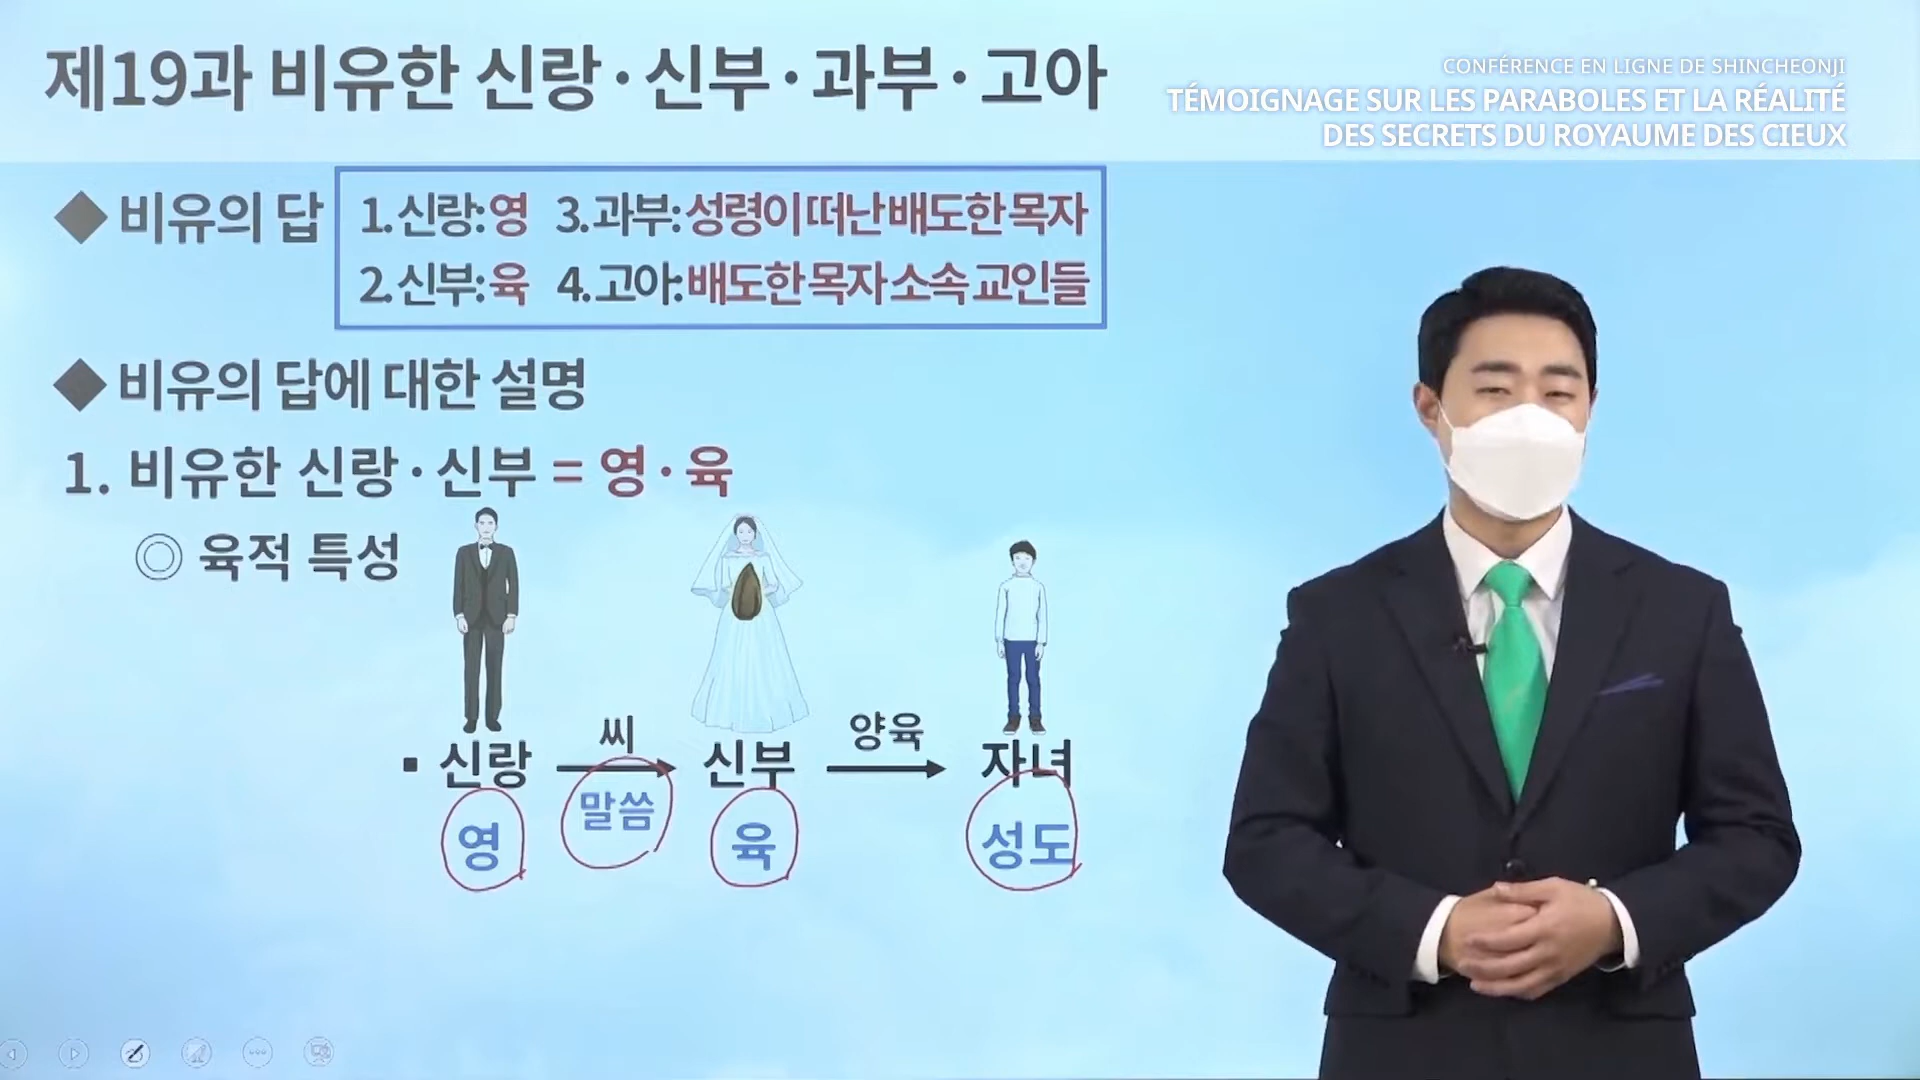 제19과 비유한 신랑·신부·과부·고아
CONFÉRENCE EN LIGNE DE SHINCHEONJI
TÉMOIGNAGE SUR LES PARABOLES ET LA RÉALITÉ
DES SECRETS DU ROYAUME DES CIEUX
◆ 비유의 답
1. 신랑: 영 3. 과부: 성령이 떠난 배도한 목자
2. 신부: 육 4. 고아: 배도한 목자 소속 교인들
◆ 비유의 답에 대한 설명
1. 비유한 신랑·신부 = 영·육
◎ 육적 특성
씨 양육
▪ 신랑 신부 자녀
말씀
영 육 성도